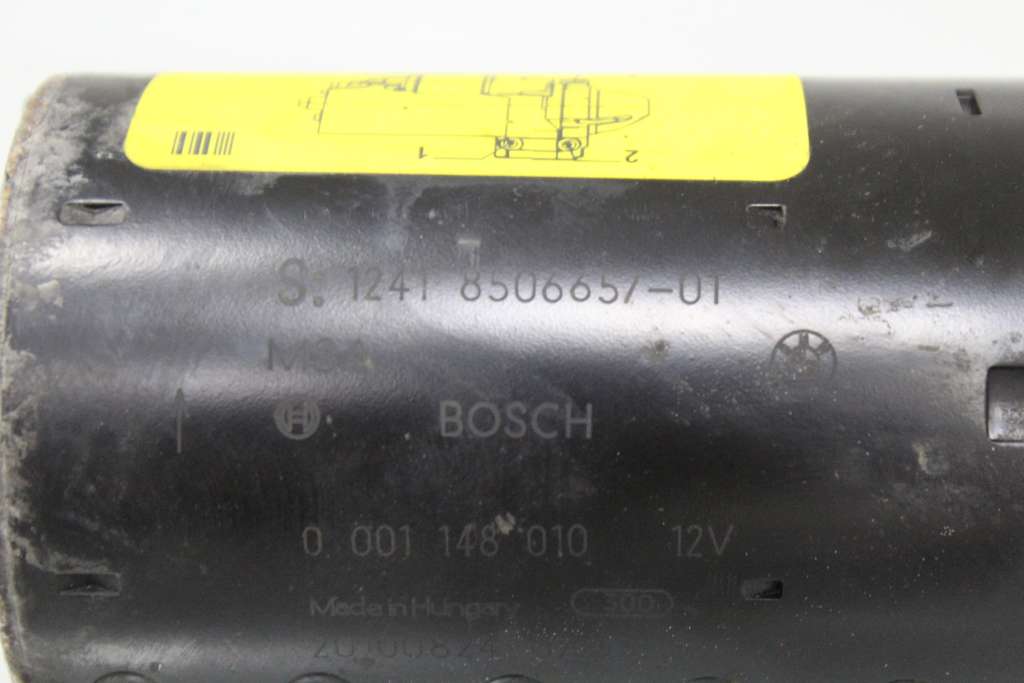 1
2
S: 1241 8506657-01
BOSCH
0 001 148 010 12V
Made in Hungary